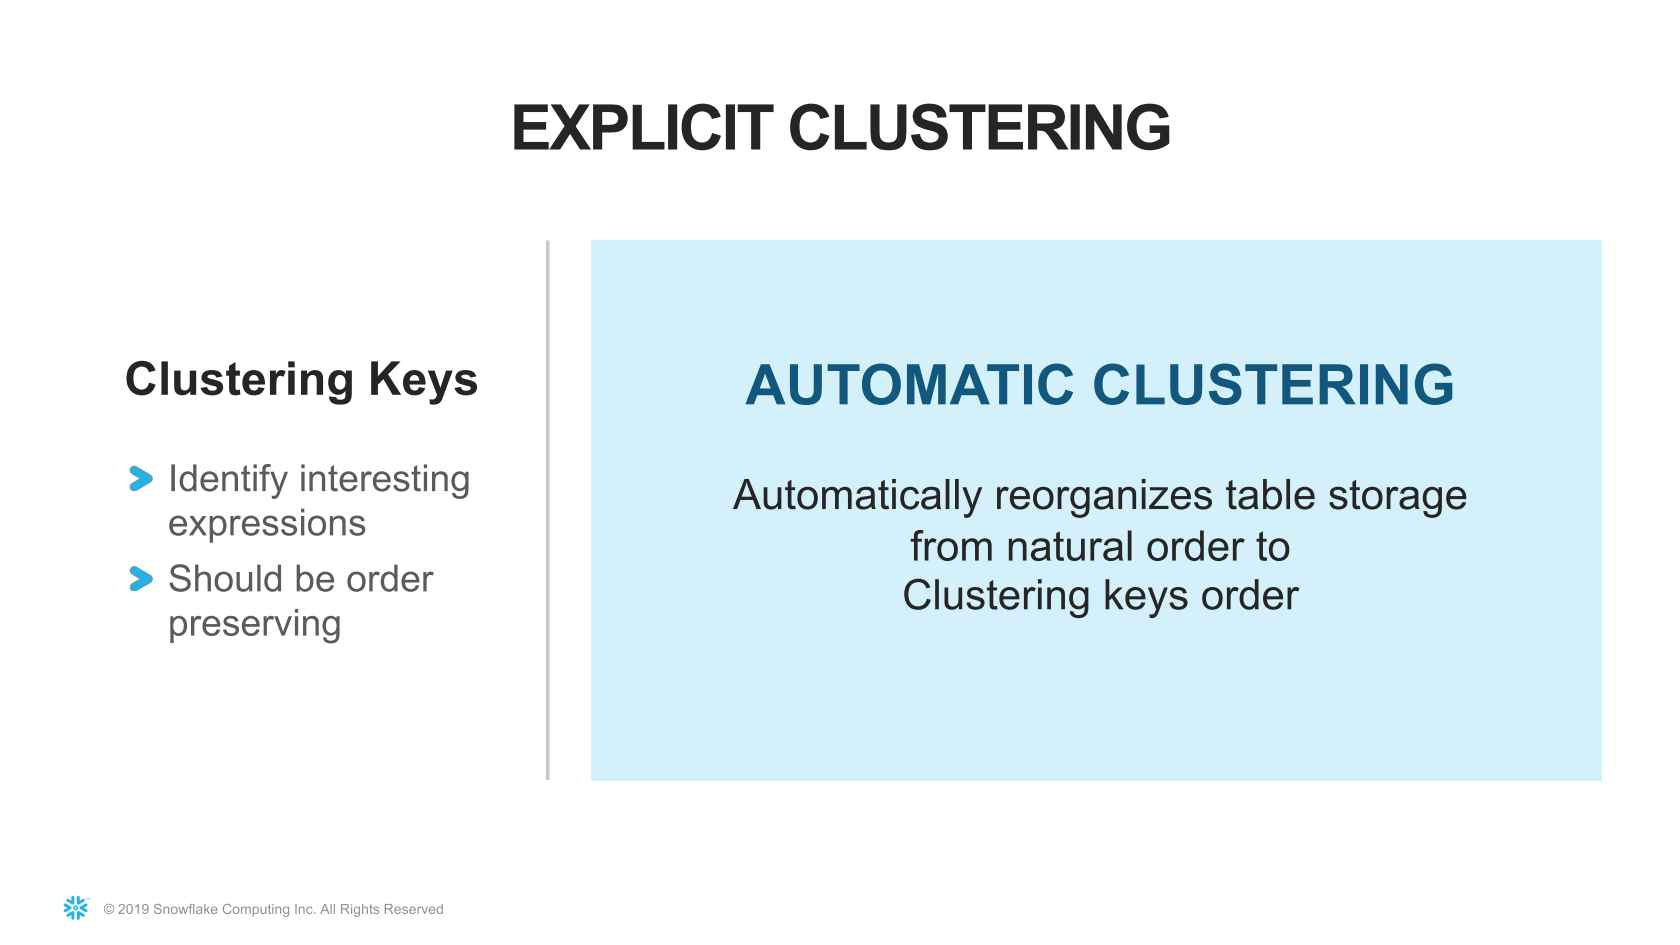 EXPLICIT CLUSTERING
Clustering Keys
Identify interesting
expressions
Should be order
preserving
AUTOMATIC CLUSTERING
Automatically reorganizes table storage
from natural order to
Clustering keys order
© 2019 Snowflake Computing Inc. All Rights Reserved